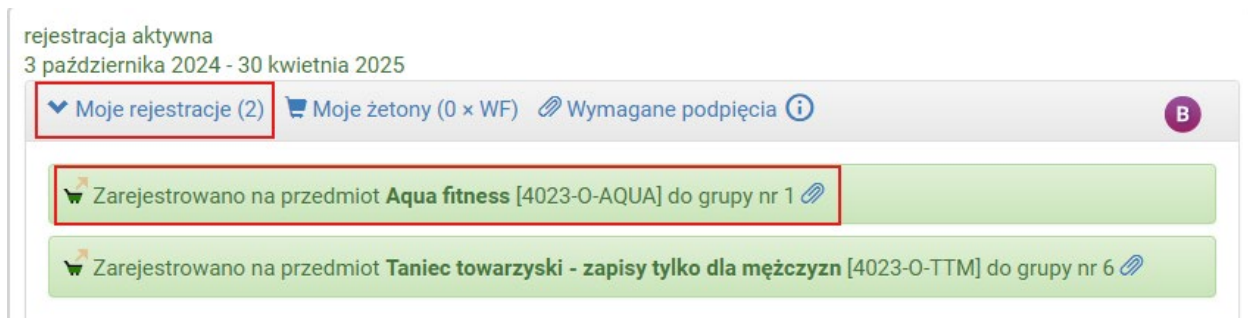 rejestracja aktywna
3 października 2024 - 30 kwietnia 2025
Moje rejestracje (2) Moje żetony (0 × WF) Wymagane podpięcia i B
Zarejestrowano na przedmiot Aqua fitness [4023-O-AQUA] do grupy nr 1
Zarejestrowano na przedmiot Taniec towarzyski - zapisy tylko dla mężczyzn [4023-O-TTM] do grupy nr 6